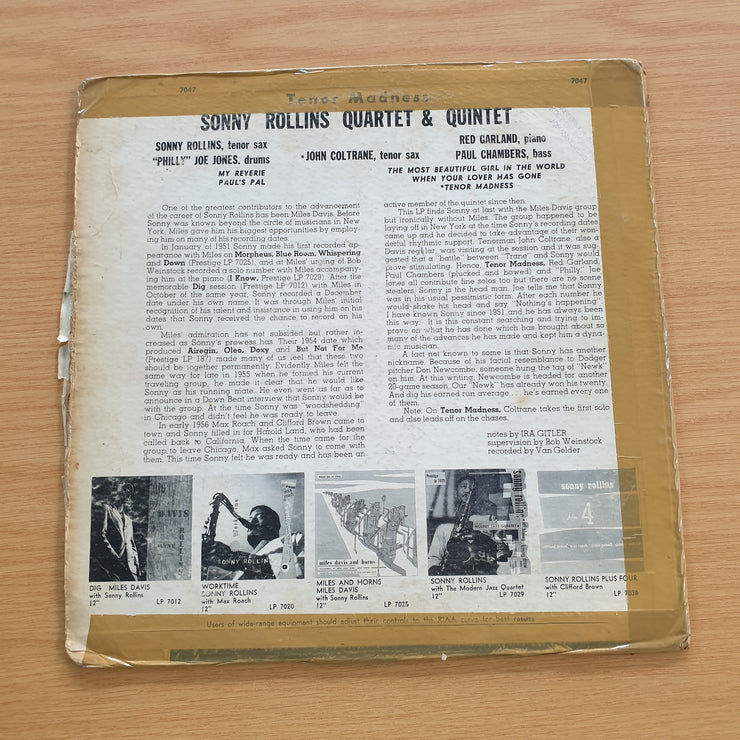 7047
7047
Tenor Madness
SONNY ROLLINS QUARTET & QUINTET
SONNY ROLLINS, tenor sax
"PHILLY" JOE JONES, drums
*JOHN COLTRANE, tenor sax
RED GARLAND, piano
PAUL CHAMBERS, bass
MY REVERIE
PAUL'S PAL
THE MOST BEAUTIFUL GIRL IN THE WORLD
WHEN YOUR LOVER HAS GONE
*TENOR MADNESS
One of the greatest contributors to the advancement
of the career of Sonny Rollins has been Miles Davis. Before
Sonny was known beyond the circle of musicians in New
York, Miles gave him his biggest opportunities by employ-
ing him on many of his recording dates.
In January of 1951 Sonny made his first recorded
appearance with Miles on Morpheus, Blue Room, Whispering
and Down (Prestige LP 7025), and at Miles' urging of Bob
Weinstock recorded a solo number with Miles accompany-
ing him at the piano (I Know, Prestige LP 7029). After the
memorable Dig session (Prestige LP 7012) with Miles in
October of the same year, Sonny recorded a December
date under his own name. It was through Miles' initial
recognition of his talent and insistance in using him on his
dates that Sonny received the chance to record on his
own.
Miles' admiration has not subsided but rather in-
creased as Sonny's prowess has. Their 1954 date which
produced Airegin, Oleo, Doxy and But Not For Me
(Prestige LP 187) made many of us feel that these two
should be together permanently. Evidently Miles felt the
same way for late in 1955 when he formed his current
traveling group, he made it clear that he would like
Sonny as his running mate. He even went as far as to
announce in a Down Beat interview that Sonny would be
with the group. At the time Sonny was "woodshedding"
in Chicago and didn't feel he was ready to leave.
In early 1956 Max Roach and Clifford Brown came to
town and Sonny filled in for Harold Land, who had been
called back to California. When the time came for the
group to leave Chicago, Max asked Sonny to come with
them. This time Sonny felt he was ready and has been an
active member of the quintet since then.
This LP finds Sonny at last with the Miles Davis group
but ironically without Miles. The group happened to be
laying off in New York at the time Sonny's recording dates
came up and he decided to take advantage of their won-
derful rhythmic support. Tenorman John Coltrane, also a
Davis regular, was visiting at the session and it was sug-
gested that a "battle" between "Trane" and Sonny would
prove stimulating. Hence, Tenor Madness. Red Garland,
Paul Chambers (plucked and bowed) and "Philly" Joe
Jones all contribute fine solos too but there are no scene
stealers. Sonny is the head man. Joe tells me that Sonny
was in his usual pessimistic form. After each number he
would shake his head and say "Nothing's happening"
I have known Sonny since 1951 and he has always been
this way. It is this constant searching and trying to im-
prove on what he has done which has brought about so
many of the advances he has made and kept him a dyna-
mic musician.
A fact not known to some is that Sonny has another
nickname. Because of his facial resemblance to Dodger
pitcher Don Newcombe, someone hung the tag of "Newk"
on him. At this writing, Newcombe is headed for another
20-game season. Our "Newk" has already won his twenty.
And dig his earned run average he's earned every one
of them.
Note: On Tenor Madness, Coltrane takes the first solo
and also leads off on the chases.
notes by IRA GITLER
supervision by Bob Weinstock
recorded by Van Gelder
DAVIS
ROLLINS
SONNY ROLLINS
miles davis and horns
Sonny rollins
MODERN JAZZ QUARTET
sonny rollins
plus
4
DIG MILES DAVIS
with Sonny Rollins
12" LP 7012
WORKTIME
SONNY ROLLINS
with Max Roach
12" LP 7020
MILES AND HORNS
MILES DAVIS
with Sonny Rollins
12" LP 7025
SONNY ROLLINS
with The Modern Jazz Quartet
12" LP 7029
SONNY ROLLINS PLUS FOUR
with Clifford Brown
12" LP 7038
Users of wide-range equipment should adjust their controls to the RIAA curve for best results